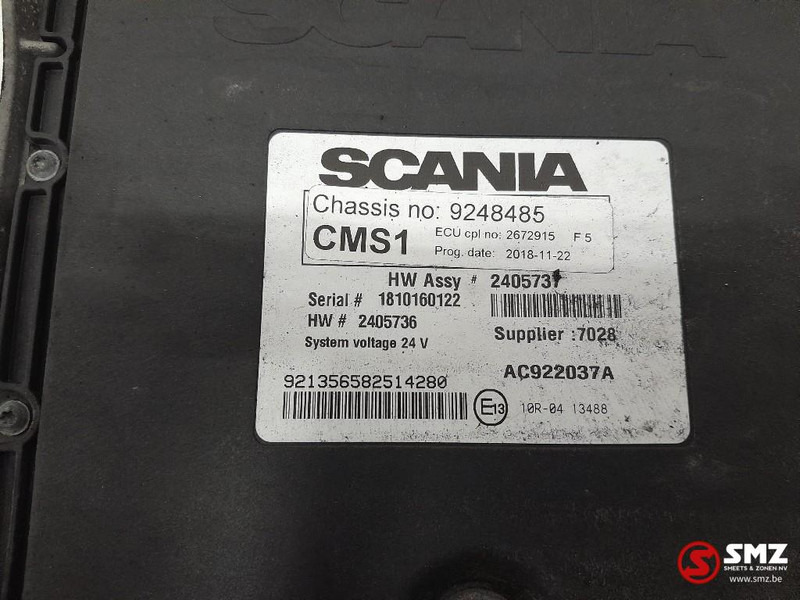 SCANIA
SCANIA
Chassis no: 9248485
CMS1
ECU cpl no: 2672915 F 5
Prog. date: 2018-11-22
HW Assy # 2405737
Serial # 1810160122
HW # 2405736
Supplier :7028
System voltage 24 V
AC922037A
921356582514280
E13 10R-04 13488
SMZ
SMEETS & ZONEN NV
www.smz.be